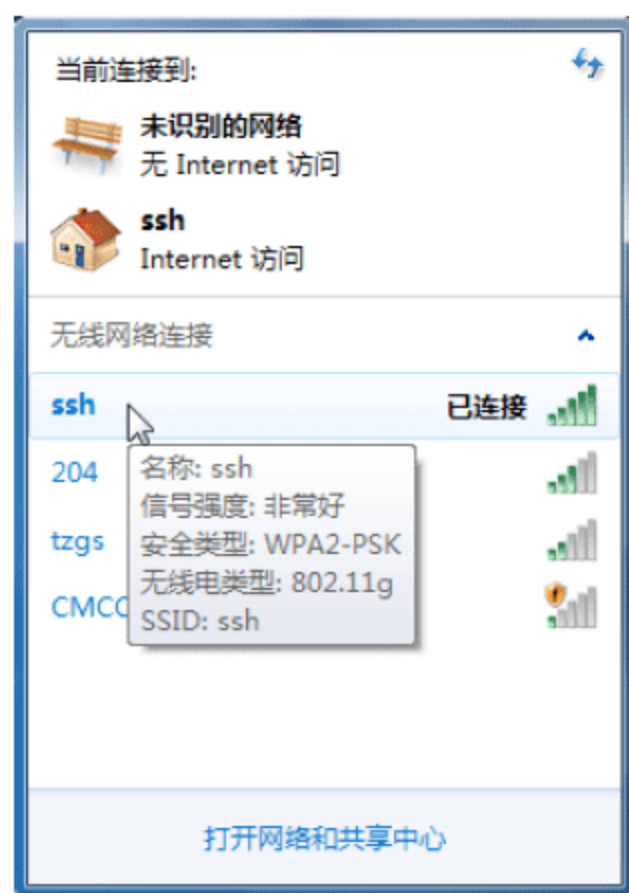 当前连接到:
未识别的网络
无 Internet 访问
ssh
Internet 访问
无线网络连接
ssh 已连接
204
tzgs
CMCC
名称: ssh
信号强度: 非常好
安全类型: WPA2-PSK
无线电类型: 802.11g
SSID: ssh
打开网络和共享中心